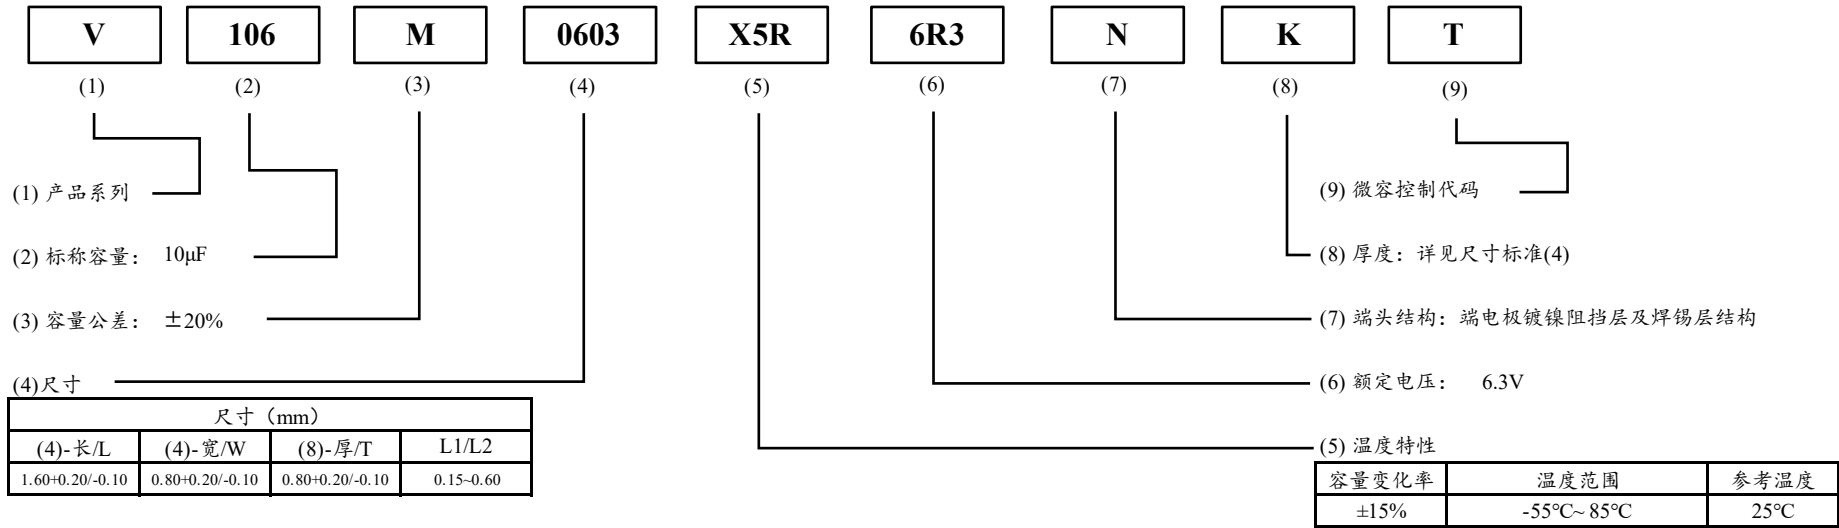 V 106 M 0603 X5R 6R3 N K T
(1) (2) (3) (4) (5) (6) (7) (8) (9)
(1) 产品系列
(9) 微容控制代码
(2) 标称容量： 10μF
(8) 厚度：详见尺寸标准(4)
(3) 容量公差： ±20%
(7) 端头结构：端电极镀镍阻挡层及焊锡层结构
(4)尺寸
(6) 额定电压： 6.3V
尺寸（mm）
(4)-长/L (4)-宽/W (8)-厚/T L1/L2
1.60+0.20/-0.10 0.80+0.20/-0.10 0.80+0.20/-0.10 0.15~0.60
(5) 温度特性
容量变化率 温度范围 参考温度
±15% -55℃~ 85℃ 25℃